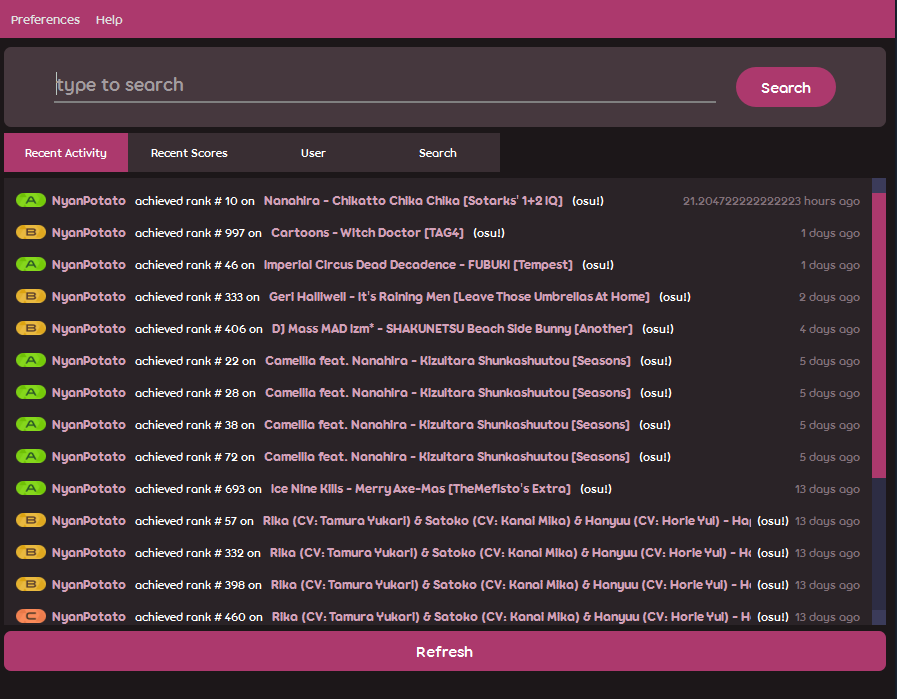 Preferences Help
type to search Search
Recent Activity Recent Scores User Search
A NyanPotato achieved rank # 10 on Nanahira - Chikatto Chika Chika [Sotarks' 1+2 IQ] (osu!) 21.204722222222223 hours ago
B NyanPotato achieved rank # 997 on Cartoons - Witch Doctor [TAG4] (osu!) 1 days ago
A NyanPotato achieved rank # 46 on Imperial Circus Dead Decadence - FUBUKI [Tempest] (osu!) 1 days ago
B NyanPotato achieved rank # 333 on Geri Halliwell - It's Raining Men [Leave Those Umbrellas At Home] (osu!) 2 days ago
B NyanPotato achieved rank # 406 on DJ Mass MAD Izm* - SHAKUNETSU Beach Side Bunny [Another] (osu!) 4 days ago
A NyanPotato achieved rank # 22 on Camellia feat. Nanahira - Kizuitara Shunkashuutou [Seasons] (osu!) 5 days ago
A NyanPotato achieved rank # 28 on Camellia feat. Nanahira - Kizuitara Shunkashuutou [Seasons] (osu!) 5 days ago
A NyanPotato achieved rank # 38 on Camellia feat. Nanahira - Kizuitara Shunkashuutou [Seasons] (osu!) 5 days ago
A NyanPotato achieved rank # 72 on Camellia feat. Nanahira - Kizuitara Shunkashuutou [Seasons] (osu!) 5 days ago
A NyanPotato achieved rank # 693 on Ice Nine Kills - Merry Axe-Mas [TheMefisto's Extra] (osu!) 13 days ago
B NyanPotato achieved rank # 57 on Rika (CV: Tamura Yukari) & Satoko (CV: Kanai Mika) & Hanyuu (CV: Horie Yui) - Ha (osu!) 13 days ago
B NyanPotato achieved rank # 332 on Rika (CV: Tamura Yukari) & Satoko (CV: Kanai Mika) & Hanyuu (CV: Horie Yui) - H (osu!) 13 days ago
B NyanPotato achieved rank # 398 on Rika (CV: Tamura Yukari) & Satoko (CV: Kanai Mika) & Hanyuu (CV: Horie Yui) - H (osu!) 13 days ago
C NyanPotato achieved rank # 460 on Rika (CV: Tamura Yukari) & Satoko (CV: Kanai Mika) & Hanyuu (CV: Horie Yui) - H (osu!) 13 days ago
Refresh